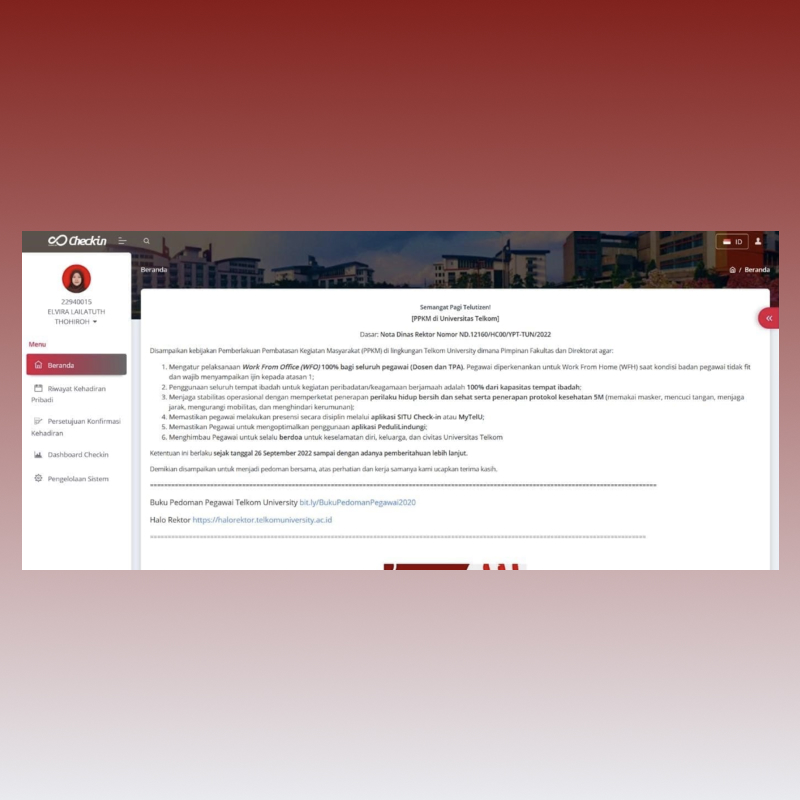 Checkin
ID
22940015
ELVIRA LAILATUTH
THOHIROH
Menu
Beranda
Riwayat Kehadiran
Pribadi
Persetujuan Konfirmasi
Kehadiran
Dashboard Checkin
Pengelolaan Sistem
Beranda
/ Beranda
Semangat Pagi Telutizen!
[PPKM di Universitas Telkom]
Dasar: Nota Dinas Rektor Nomor ND.12160/HC00/YPT-TUN/2022
Disampaikan kebijakan Pemberlakuan Pembatasan Kegiatan Masyarakat (PPKM) di lingkungan Telkom University dimana Pimpinan Fakultas dan Direktorat agar:
1. Mengatur pelaksanaan Work From Office (WFO) 100% bagi seluruh pegawai (Dosen dan TPA). Pegawai diperkenankan untuk Work From Home (WFH) saat kondisi badan pegawai tidak fit
dan wajib menyampaikan ijin kepada atasan 1;
2. Penggunaan seluruh tempat ibadah untuk kegiatan peribadatan/keagamaan berjamaah adalah 100% dari kapasitas tempat ibadah;
3. Menjaga stabilitas operasional dengan memperketat penerapan perilaku hidup bersih dan sehat serta penerapan protokol kesehatan 5M (memakai masker, mencuci tangan, menjaga
jarak, mengurangi mobilitas, dan menghindari kerumunan);
4. Memastikan pegawai melakukan presensi secara disiplin melalui aplikasi SITU Check-in atau MyTelU;
5. Memastikan Pegawai untuk mengoptimalkan penggunaan aplikasi PeduliLindungi;
6. Menghimbau Pegawai untuk selalu berdoa untuk keselamatan diri, keluarga, dan civitas Universitas Telkom
Ketentuan ini berlaku sejak tanggal 26 September 2022 sampai dengan adanya pemberitahuan lebih lanjut.
Demikian disampaikan untuk menjadi pedoman bersama, atas perhatian dan kerja samanya kami ucapkan terima kasih.
Buku Pedoman Pegawai Telkom University bit.ly/BukuPedomanPegawai2020
Halo Rektor https://halorektor.telkomuniversity.ac.id